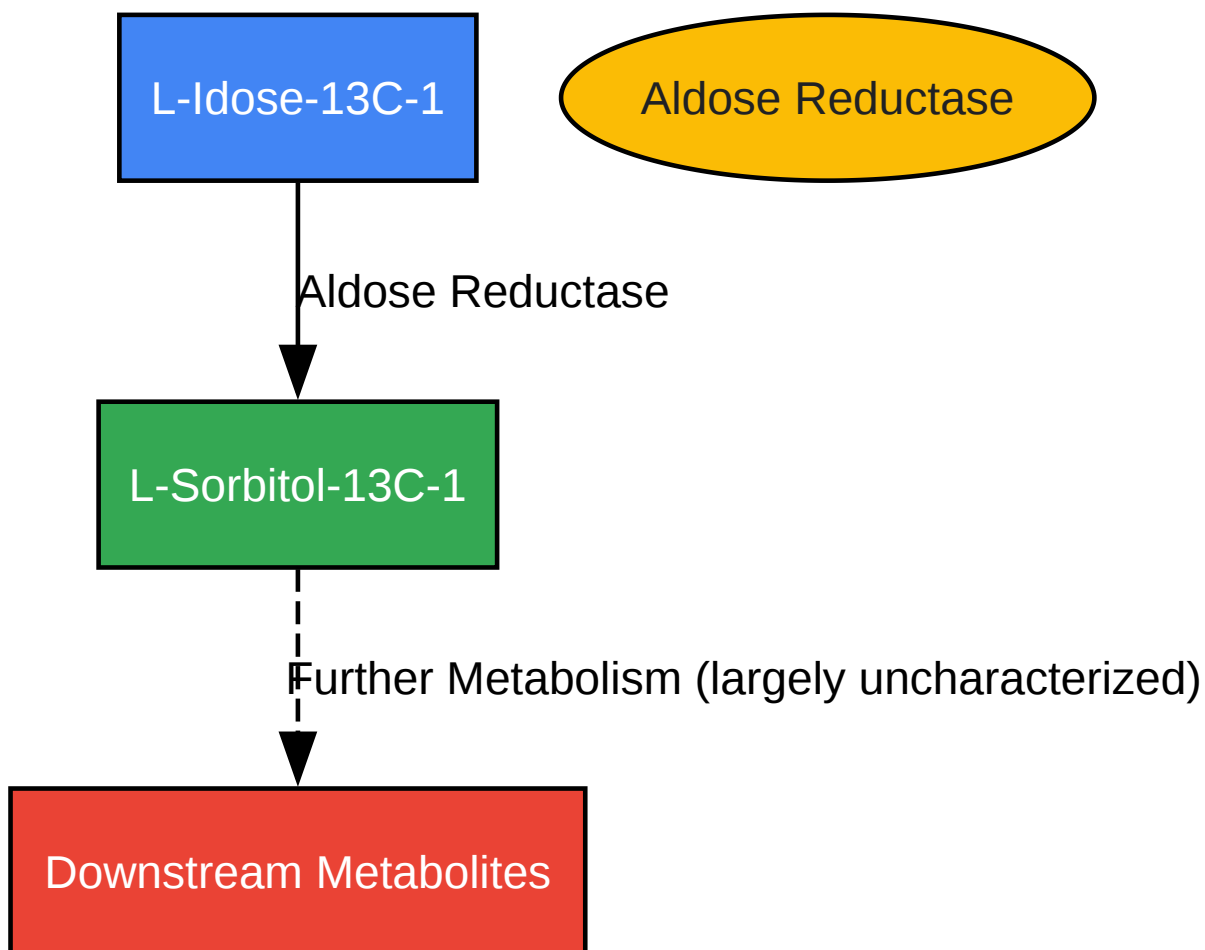 L-Idose-13C-1
Aldose Reductase
Aldose Reductase
L-Sorbitol-13C-1
Further Metabolism (largely uncharacterized)
Downstream Metabolites